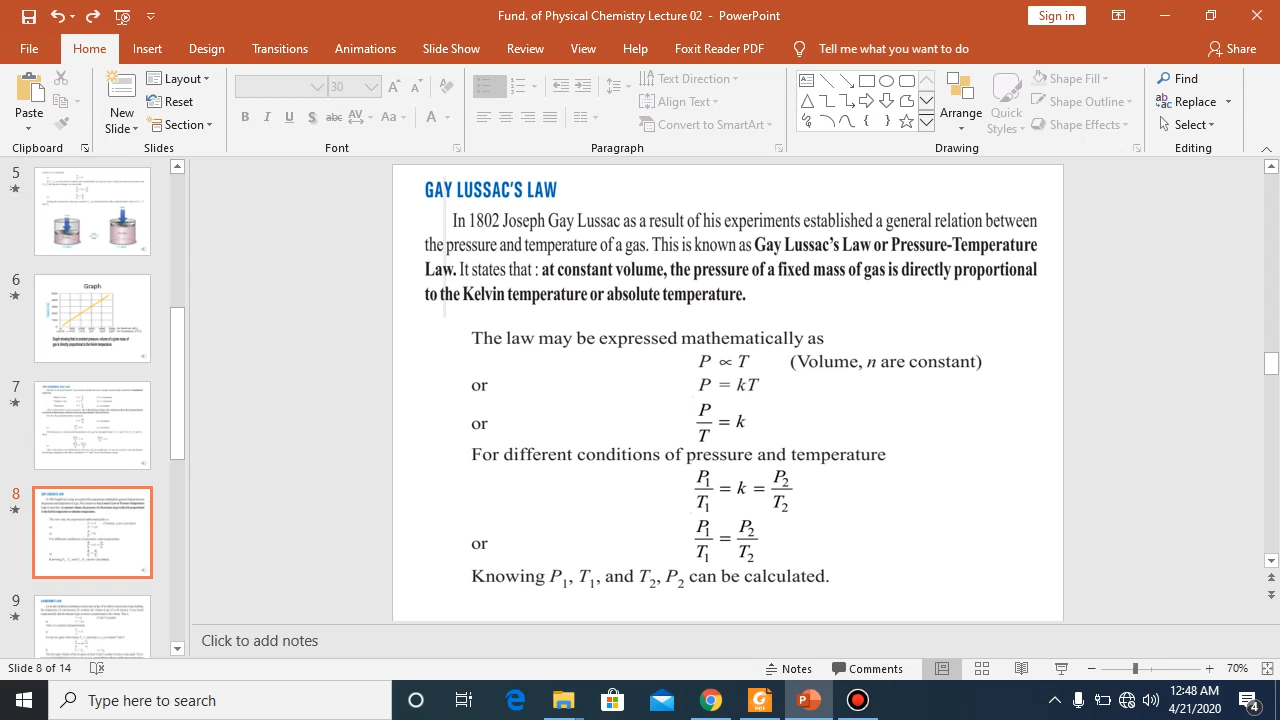 Fund. of Physical Chemistry Lecture 02 - PowerPoint
Sign in
File Home Insert Design Transitions Animations Slide Show Review View Help Foxit Reader PDF Tell me what you want to do Share
Paste
New Slide
Layout
Reset
Section
30
B I U S abc AV Aa A
Text Direction
Align Text
Convert to SmartArt
Arrange
Quick Styles
Shape Fill
Shape Outline
Shape Effects
Find
Replace
Select
Clipboard Slides Font Paragraph Drawing Editing
6
Graph
7
9
GAY LUSSAC'S LAW
In 1802 Joseph Gay Lussac as a result of his experiments established a general relation between
the pressure and temperature of a gas. This is known as Gay Lussac's Law or Pressure-Temperature
Law. It states that : at constant volume, the pressure of a fixed mass of gas is directly proportional
to the Kelvin temperature or absolute temperature.
The law may be expressed mathematically as
P ∝ T (Volume, n are constant)
or P = kT
or P/T = k
For different conditions of pressure and temperature
P₁/T₁ = k = P₂/T₂
or P₁/T₁ = P₂/T₂
Knowing P₁, T₁, and T₂, P₂ can be calculated.
Click to add notes
Slide 8 of 14 Notes Comments 70%
Type here to search
12:48 AM
4/27/2020
4